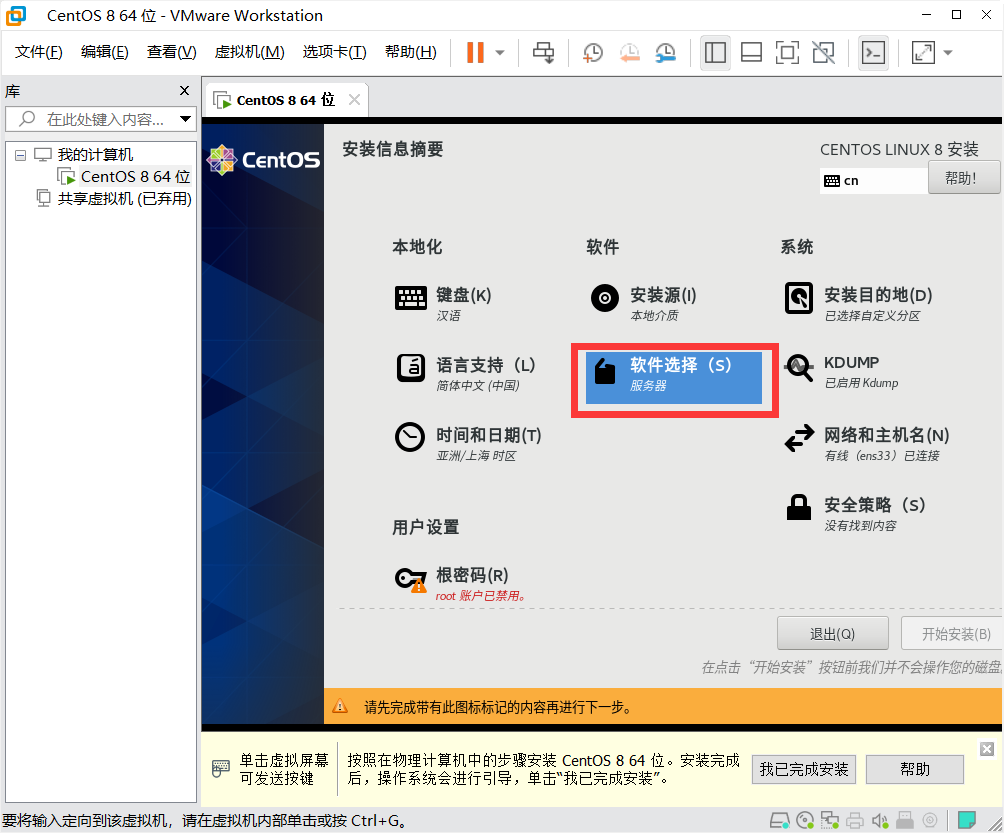 CentOS 8 64 位 - VMware Workstation
文件(F) 编辑(E) 查看(V) 虚拟机(M) 选项卡(T) 帮助(H)
库
在此处键入内容...
我的计算机
CentOS 8 64 位
共享虚拟机 (已弃用)
CentOS 8 64 位
CentOS
安装信息摘要
CENTOS LINUX 8 安装
cn
帮助！
本地化
键盘(K)
汉语
语言支持（L）
简体中文 (中国)
时间和日期(T)
亚洲/上海 时区
软件
安装源(I)
本地介质
软件选择（S）
服务器
系统
安装目的地(D)
已选择自定义分区
KDUMP
已启用 Kdump
网络和主机名(N)
有线（ens33）已连接
安全策略（S）
没有找到内容
用户设置
根密码(R)
root 账户已禁用。
退出(Q)
开始安装(B)
在点击“开始安装”按钮前我们并不会操作您的磁盘
请先完成带有此图标标记的内容再进行下一步。
单击虚拟屏幕
可发送按键
按照在物理计算机中的步骤安装 CentOS 8 64 位。安装完成
后，操作系统会进行引导，单击“我已完成安装”。
我已完成安装
帮助
要将输入定向到该虚拟机，请在虚拟机内部单击或按 Ctrl+G。